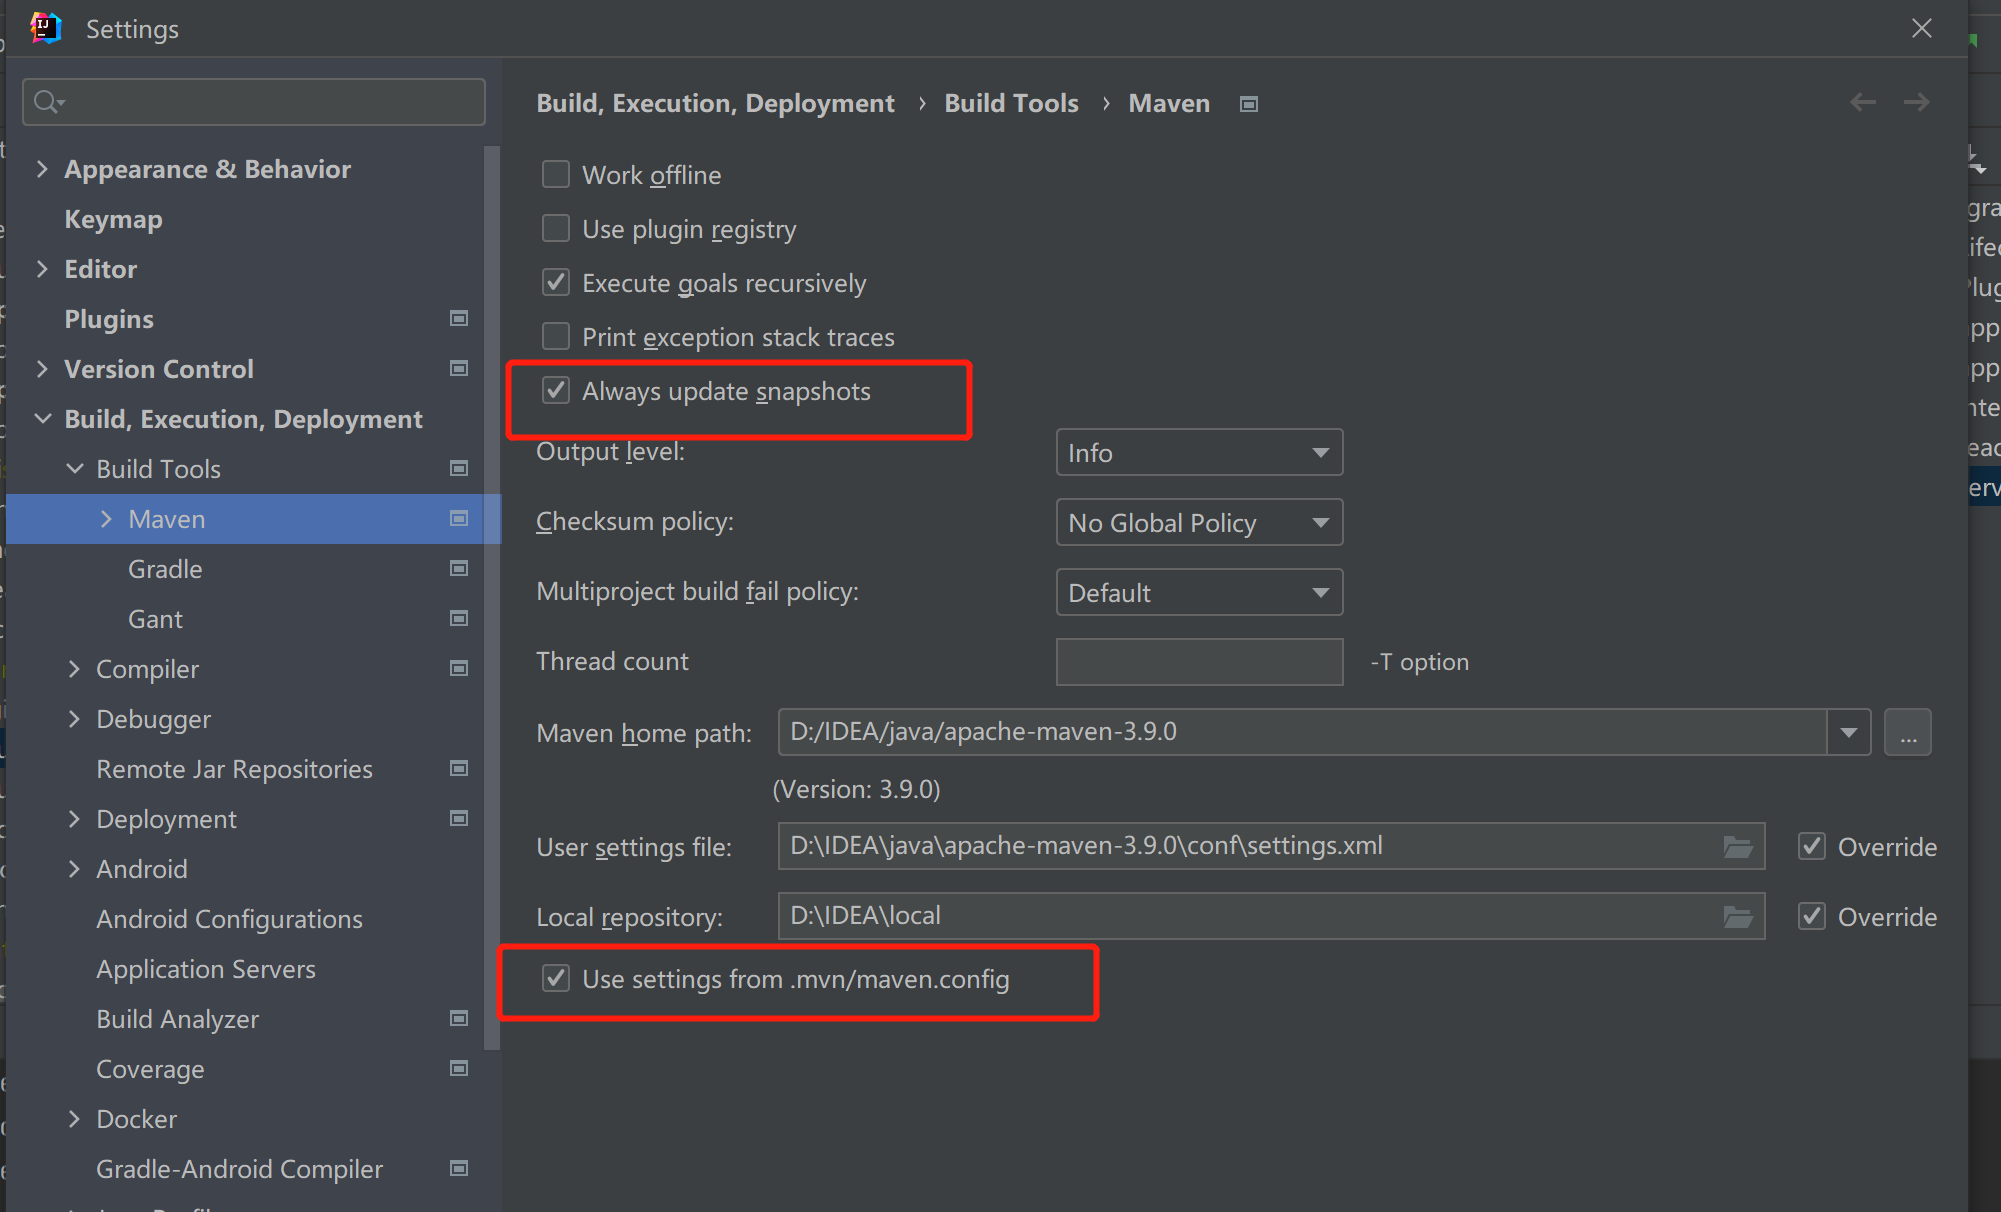 Settings
Build, Execution, Deployment › Build Tools › Maven
Appearance & Behavior
Keymap
Editor
Plugins
Version Control
Build, Execution, Deployment
Build Tools
Maven
Gradle
Gant
Compiler
Debugger
Remote Jar Repositories
Deployment
Android
Android Configurations
Application Servers
Build Analyzer
Coverage
Docker
Gradle-Android Compiler
Work offline
Use plugin registry
Execute goals recursively
Print exception stack traces
Always update snapshots
Output level: Info
Checksum policy: No Global Policy
Multiproject build fail policy: Default
Thread count -T option
Maven home path: D:/IDEA/java/apache-maven-3.9.0 ...
(Version: 3.9.0)
User settings file: D:\IDEA\java\apache-maven-3.9.0\conf\settings.xml Override
Local repository: D:\IDEA\local Override
Use settings from .mvn/maven.config